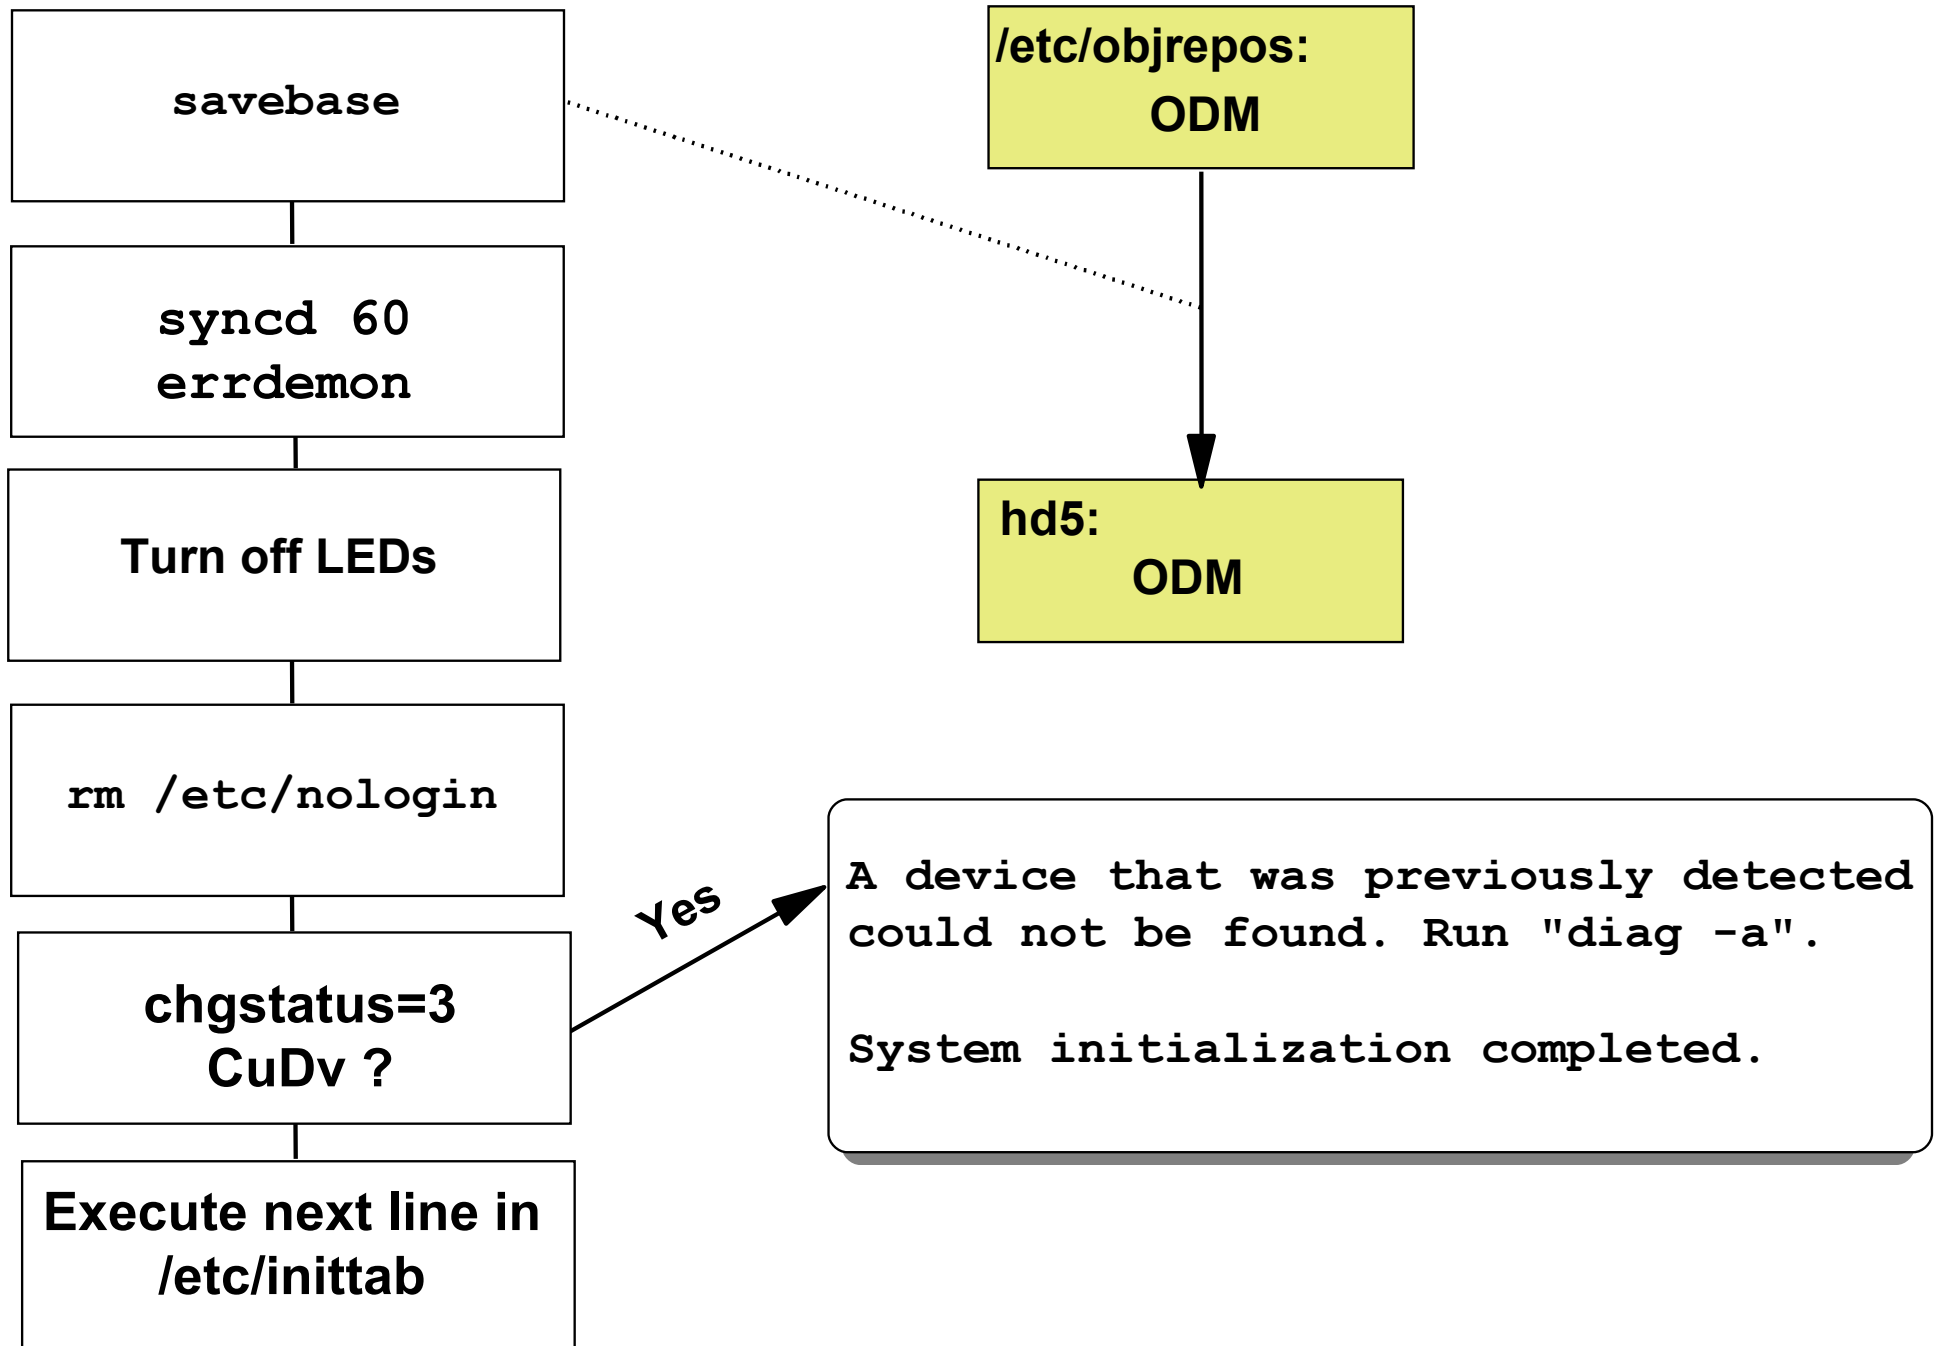 savebase
syncd 60
errdemon
Turn off LEDs
rm /etc/nologin
chgstatus=3
CuDv ?
Execute next line in
/etc/inittab
/etc/objrepos:
ODM
hd5:
ODM
Yes
A device that was previously detected
could not be found. Run "diag -a".
System initialization completed.